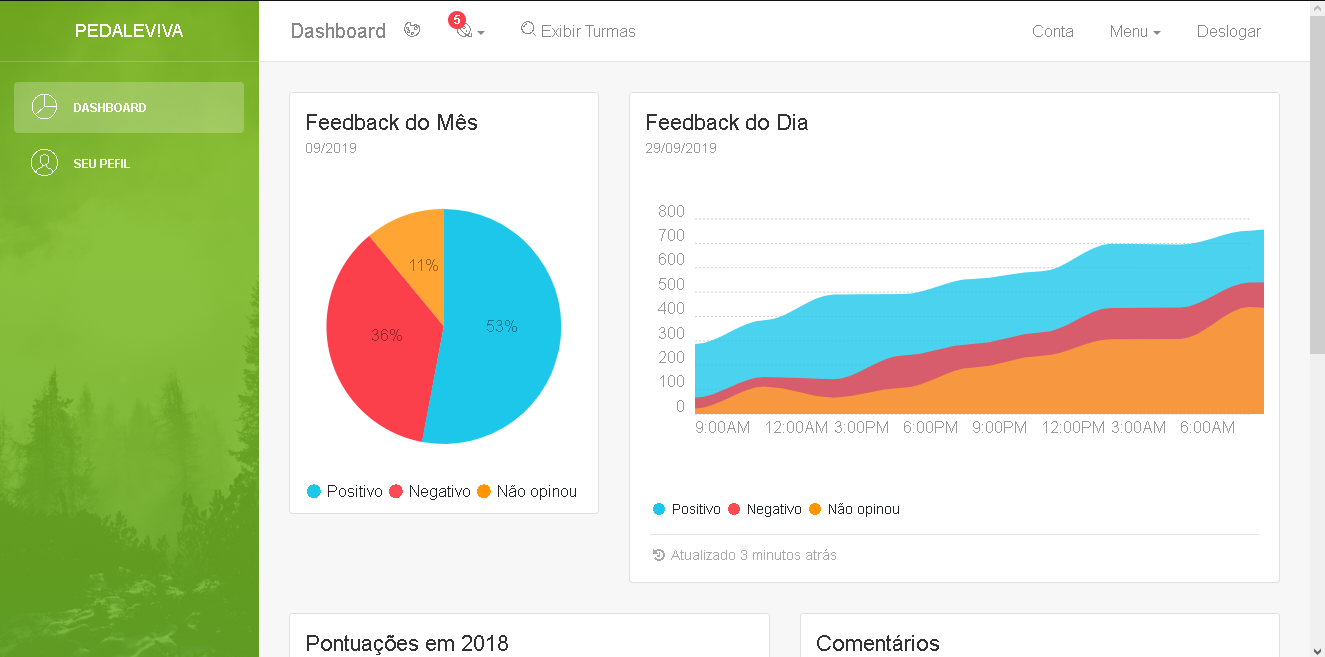 PEDALEV!VA
DASHBOARD
SEU PEFIL
Dashboard 5 Exibir Turmas Conta Menu Deslogar
Feedback do Mês
09/2019
11%
53%
36%
Positivo Negativo Não opinou
Feedback do Dia
29/09/2019
800
700
600
500
400
300
200
100
0
9:00AM 12:00AM 3:00PM 6:00PM 9:00PM 12:00PM 3:00AM 6:00AM
Positivo Negativo Não opinou
Atualizado 3 minutos atrás
Pontuações em 2018
Comentários